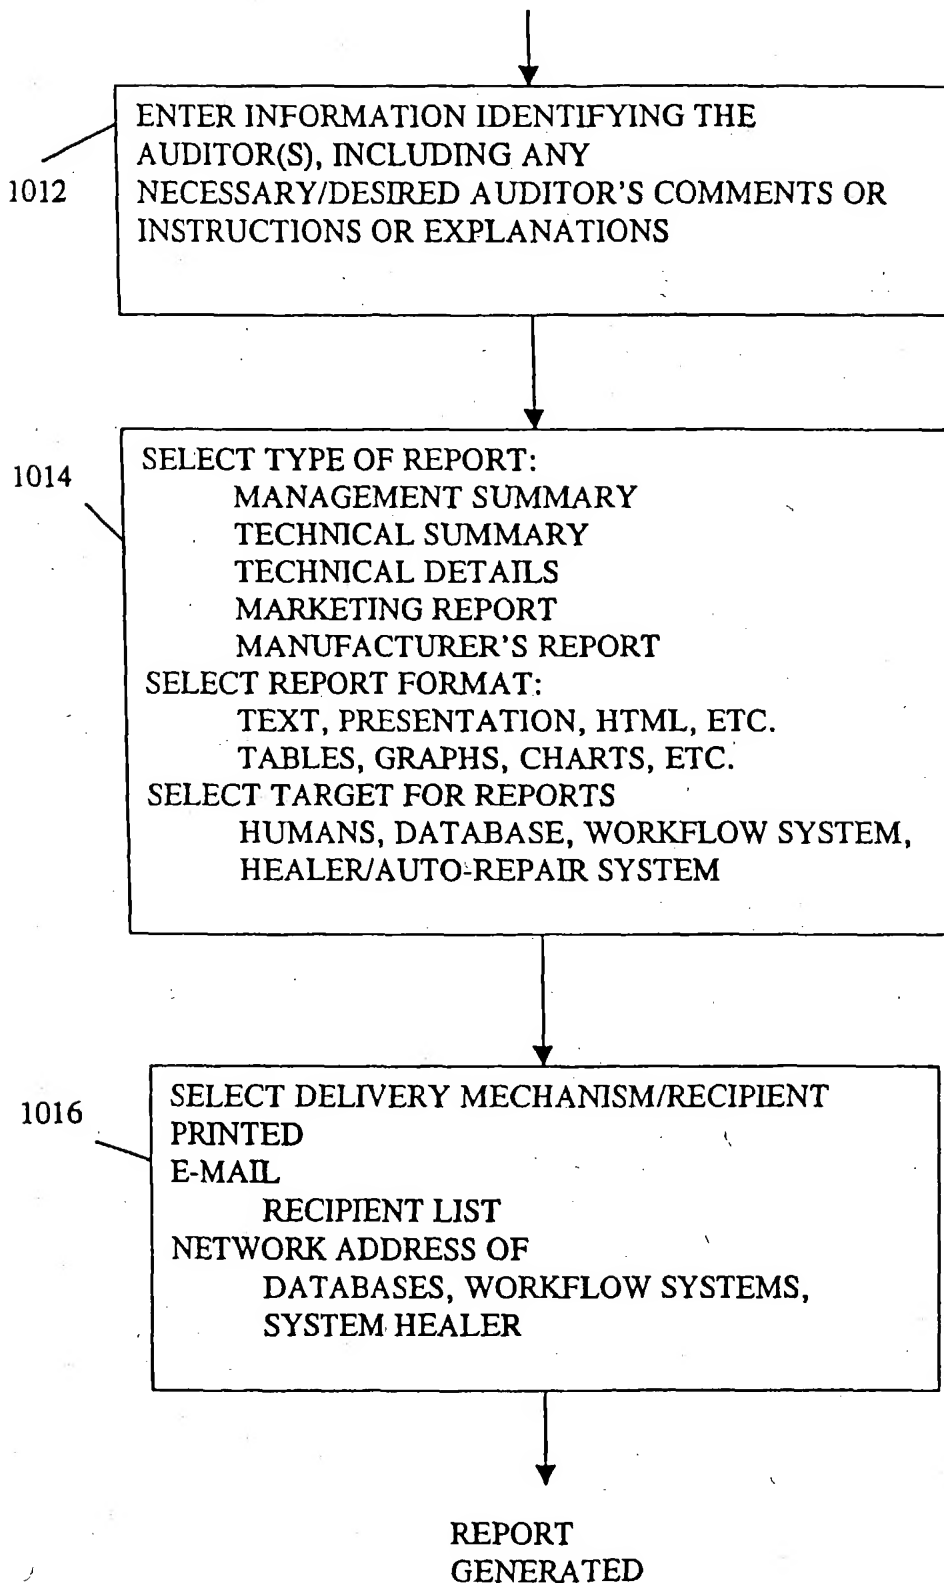 ENTER INFORMATION IDENTIFYING THE
AUDITOR(S), INCLUDING ANY
NECESSARY/DESIRED AUDITOR'S COMMENTS OR
INSTRUCTIONS OR EXPLANATIONS
1012
1014
SELECT TYPE OF REPORT:
MANAGEMENT SUMMARY
TECHNICAL SUMMARY
TECHNICAL DETAILS
MARKETING REPORT
MANUFACTURER'S REPORT
SELECT REPORT FORMAT:
TEXT, PRESENTATION, HTML, ETC.
TABLES, GRAPHS, CHARTS, ETC.
SELECT TARGET FOR REPORTS
HUMANS, DATABASE, WORKFLOW SYSTEM,
HEALER/AUTO-REPAIR SYSTEM
1016
SELECT DELIVERY MECHANISM/RECIPIENT
PRINTED
E-MAIL
RECIPIENT LIST
NETWORK ADDRESS OF
DATABASES, WORKFLOW SYSTEMS,
SYSTEM HEALER
REPORT
GENERATED